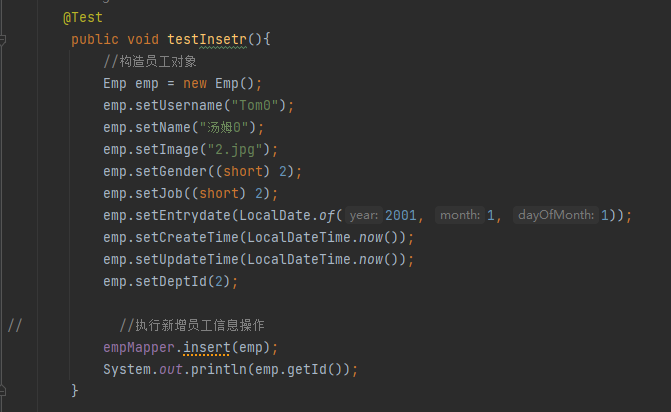 @Test
public void testInsetr(){
//构造员工对象
Emp emp = new Emp();
emp.setUsername("Tom0");
emp.setName("汤姆0");
emp.setImage("2.jpg");
emp.setGender((short) 2);
emp.setJob((short) 2);
emp.setEntrydate(LocalDate.of( year: 2001, month: 1, dayOfMonth: 1));
emp.setCreateTime(LocalDateTime.now());
emp.setUpdateTime(LocalDateTime.now());
emp.setDeptId(2);
// //执行新增员工信息操作
empMapper.insert(emp);
System.out.println(emp.getId());
}